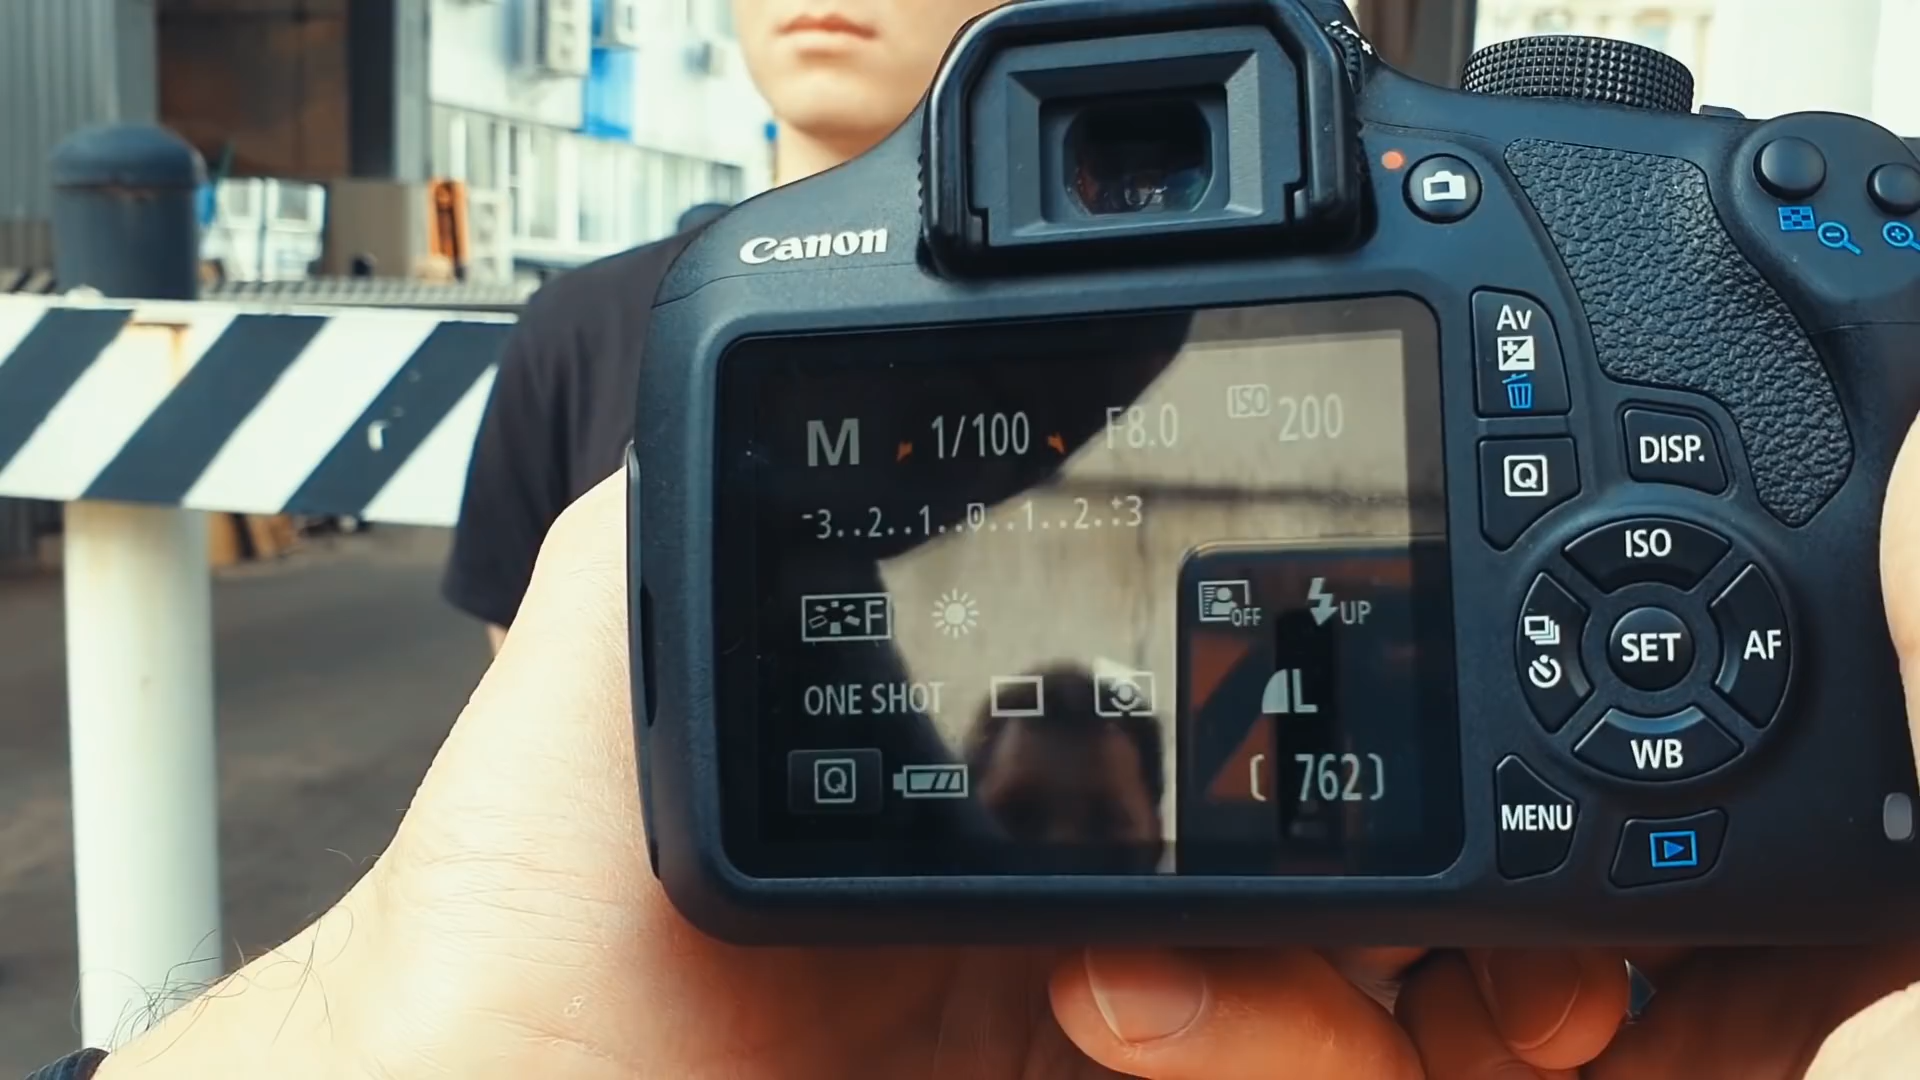 Canon
M 1/100 F8.0 ISO 200
-3..2..1..0..1..2..+3
F
OFF UP
ONE SHOT L
Q [ 762]
Av
Q DISP.
ISO
SET AF
WB
MENU